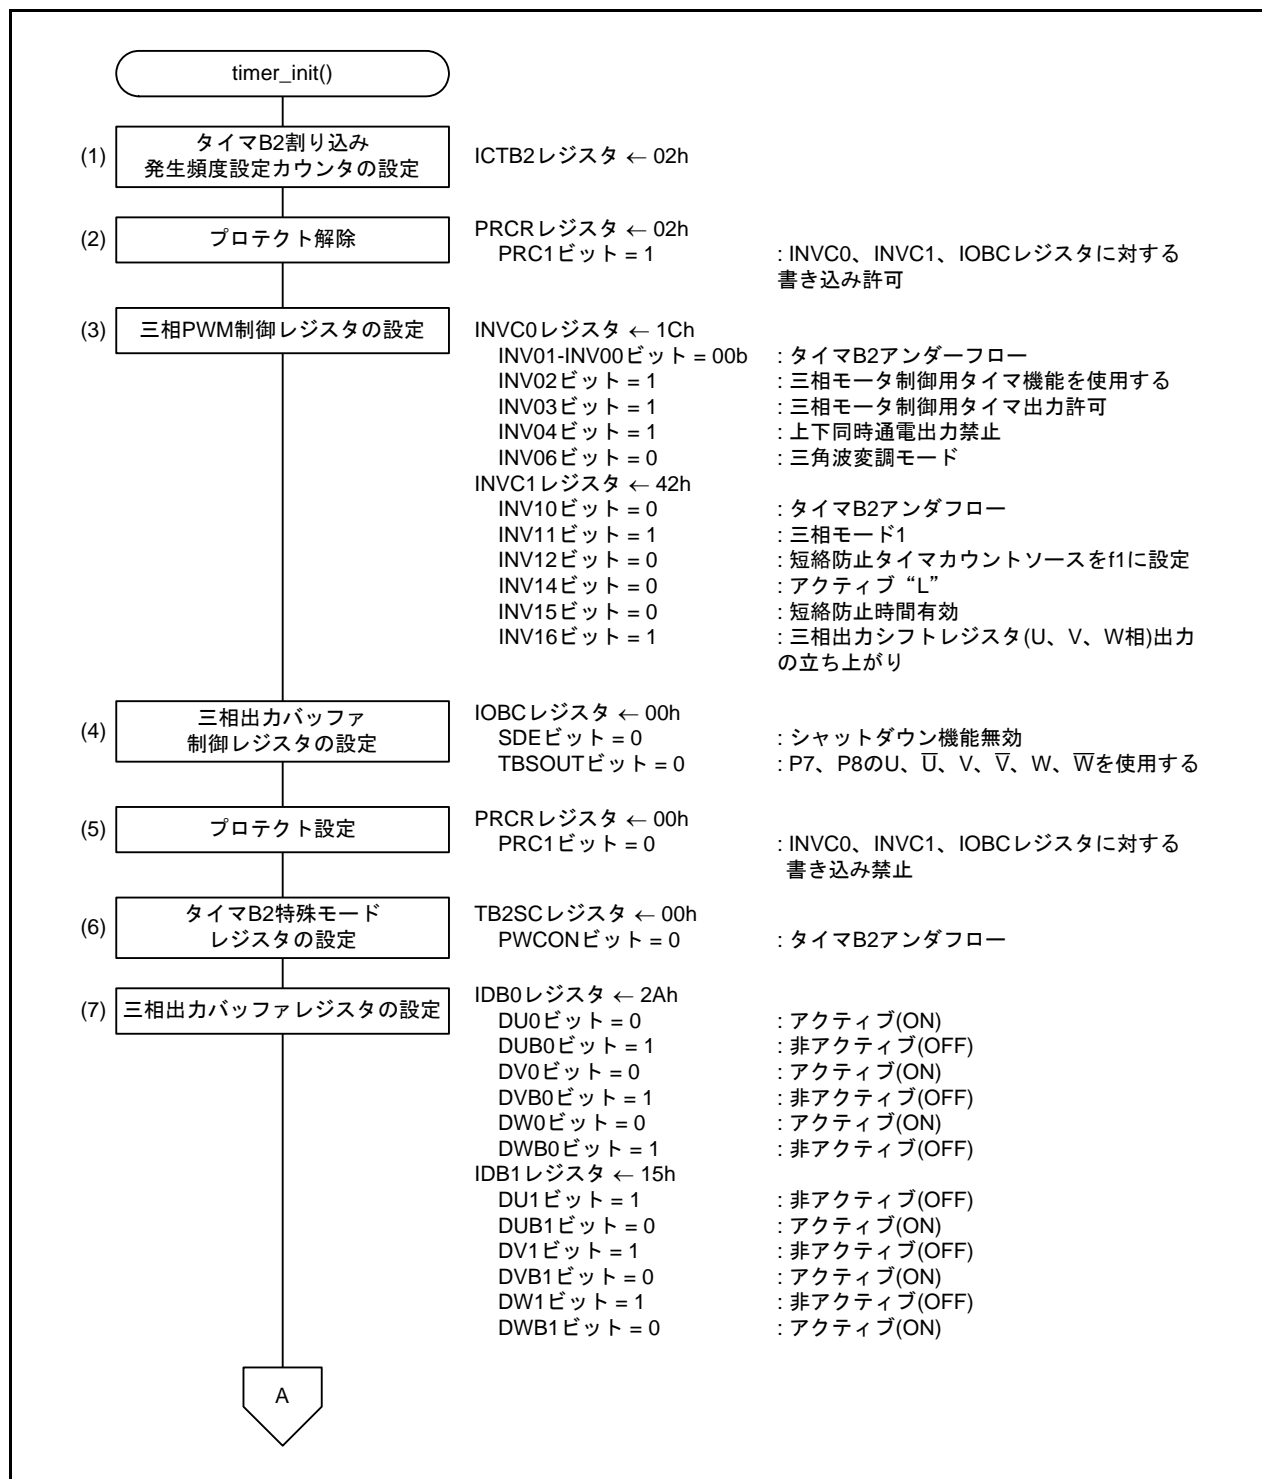 timer_init()
(1) タイマB2割り込み
発生頻度設定カウンタの設定
ICTB2レジスタ ← 02h
(2) プロテクト解除
PRCRレジスタ ← 02h
PRC1ビット = 1 : INVC0、INVC1、IOBCレジスタに対する
書き込み許可
(3) 三相PWM制御レジスタの設定
INVC0レジスタ ← 1Ch
INV01-INV00ビット = 00b : タイマB2アンダーフロー
INV02ビット = 1 : 三相モータ制御用タイマ機能を使用する
INV03ビット = 1 : 三相モータ制御用タイマ出力許可
INV04ビット = 1 : 上下同時通電出力禁止
INV06ビット = 0 : 三角波変調モード
INVC1レジスタ ← 42h
INV10ビット = 0 : タイマB2アンダフロー
INV11ビット = 1 : 三相モード1
INV12ビット = 0 : 短絡防止タイマカウントソースをf1に設定
INV14ビット = 0 : アクティブ“L”
INV15ビット = 0 : 短絡防止時間有効
INV16ビット = 1 : 三相出力シフトレジスタ(U、V、W相)出力
の立ち上がり
(4) 三相出力バッファ
制御レジスタの設定
IOBCレジスタ ← 00h
SDEビット = 0 : シャットダウン機能無効
TBSOUTビット = 0 : P7、P8のU、U̅、V、V̅、W、W̅を使用する
(5) プロテクト設定
PRCRレジスタ ← 00h
PRC1ビット = 0 : INVC0、INVC1、IOBCレジスタに対する
書き込み禁止
(6) タイマB2特殊モード
レジスタの設定
TB2SCレジスタ ← 00h
PWCONビット = 0 : タイマB2アンダフロー
(7) 三相出力バッファレジスタの設定
IDB0レジスタ ← 2Ah
DU0ビット = 0 : アクティブ(ON)
DUB0ビット = 1 : 非アクティブ(OFF)
DV0ビット = 0 : アクティブ(ON)
DVB0ビット = 1 : 非アクティブ(OFF)
DW0ビット = 0 : アクティブ(ON)
DWB0ビット = 1 : 非アクティブ(OFF)
IDB1レジスタ ← 15h
DU1ビット = 1 : 非アクティブ(OFF)
DUB1ビット = 0 : アクティブ(ON)
DV1ビット = 1 : 非アクティブ(OFF)
DVB1ビット = 0 : アクティブ(ON)
DW1ビット = 1 : 非アクティブ(OFF)
DWB1ビット = 0 : アクティブ(ON)
A